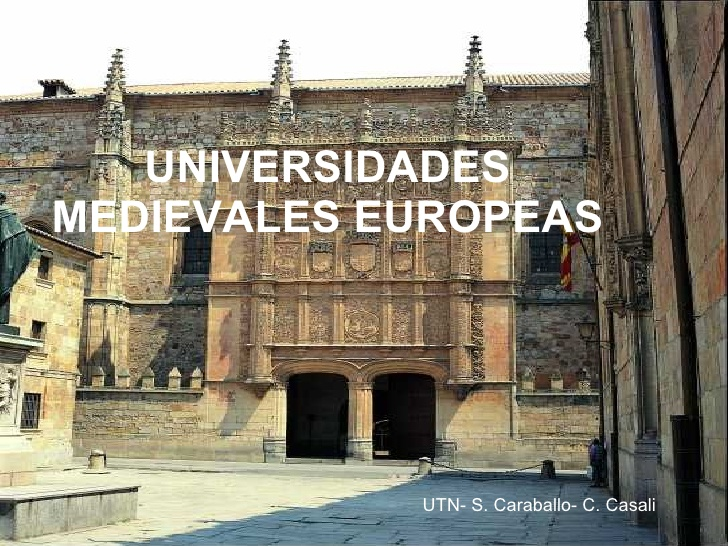 UNIVERSIDADES
MEDIEVALES EUROPEAS
UTN- S. Caraballo- C. Casali